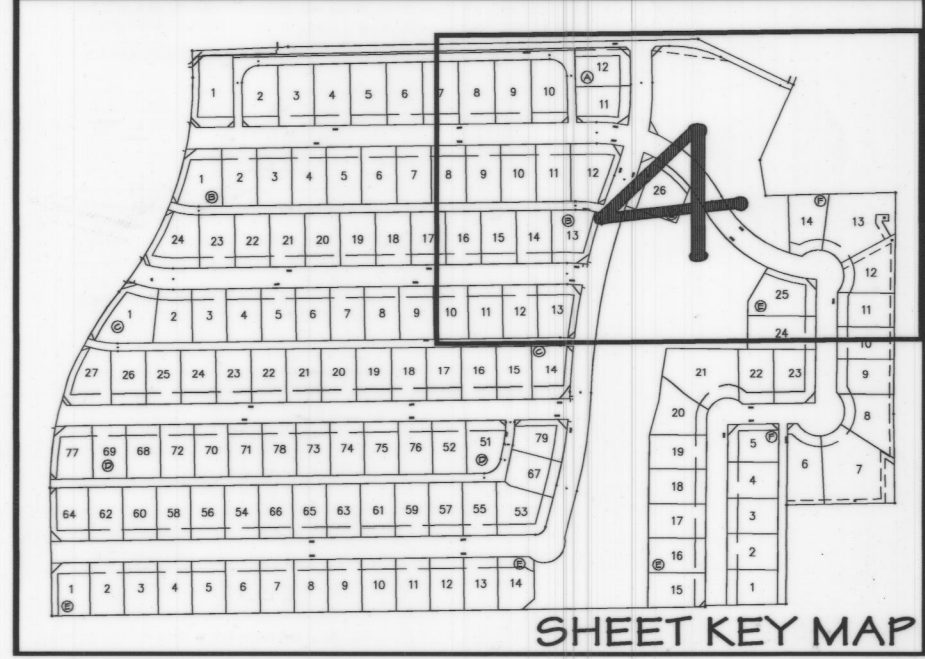 12
A
1 2 3 4 5 6 7 8 9 10 11
4
1 B 2 3 4 5 6 7 8 9 10 11 12 26
F
14 13
24 23 22 21 20 19 18 17 16 15 14 B 13
12
25
E
1 C 2 3 4 5 6 7 8 9 10 11 12 13 11
24
10
C
27 26 25 24 23 22 21 20 19 18 17 16 15 14 21 22 23 9
20 8
77 69 D 68 72 70 71 78 73 74 75 76 52 51 D 79 19 5 F
67 6 7
18 4
64 62 60 58 56 54 66 65 63 61 59 57 55 53 17 3
E 16 2
1 E 2 3 4 5 6 7 8 9 10 11 12 13 14 E 15 1
SHEET KEY MAP